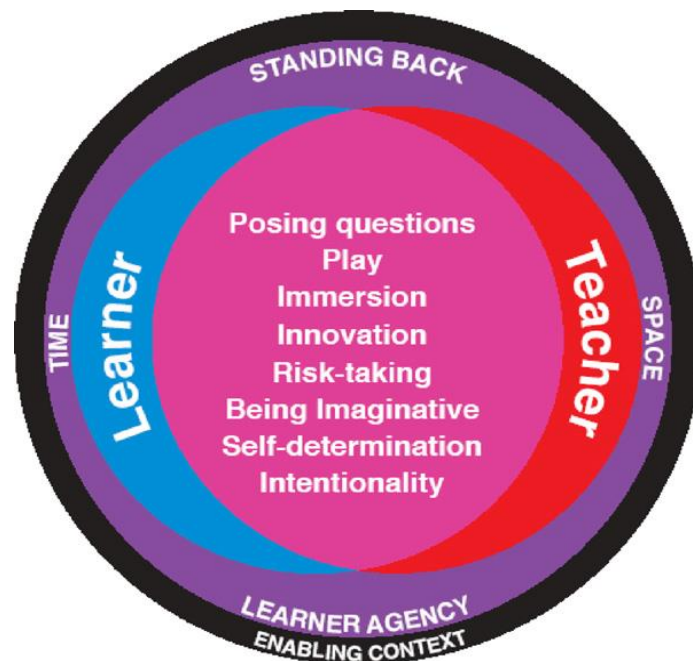 STANDING BACK
Learner
Teacher
TIME
SPACE
Posing questions
Play
Immersion
Innovation
Risk-taking
Being Imaginative
Self-determination
Intentionality
LEARNER AGENCY
ENABLING CONTEXT